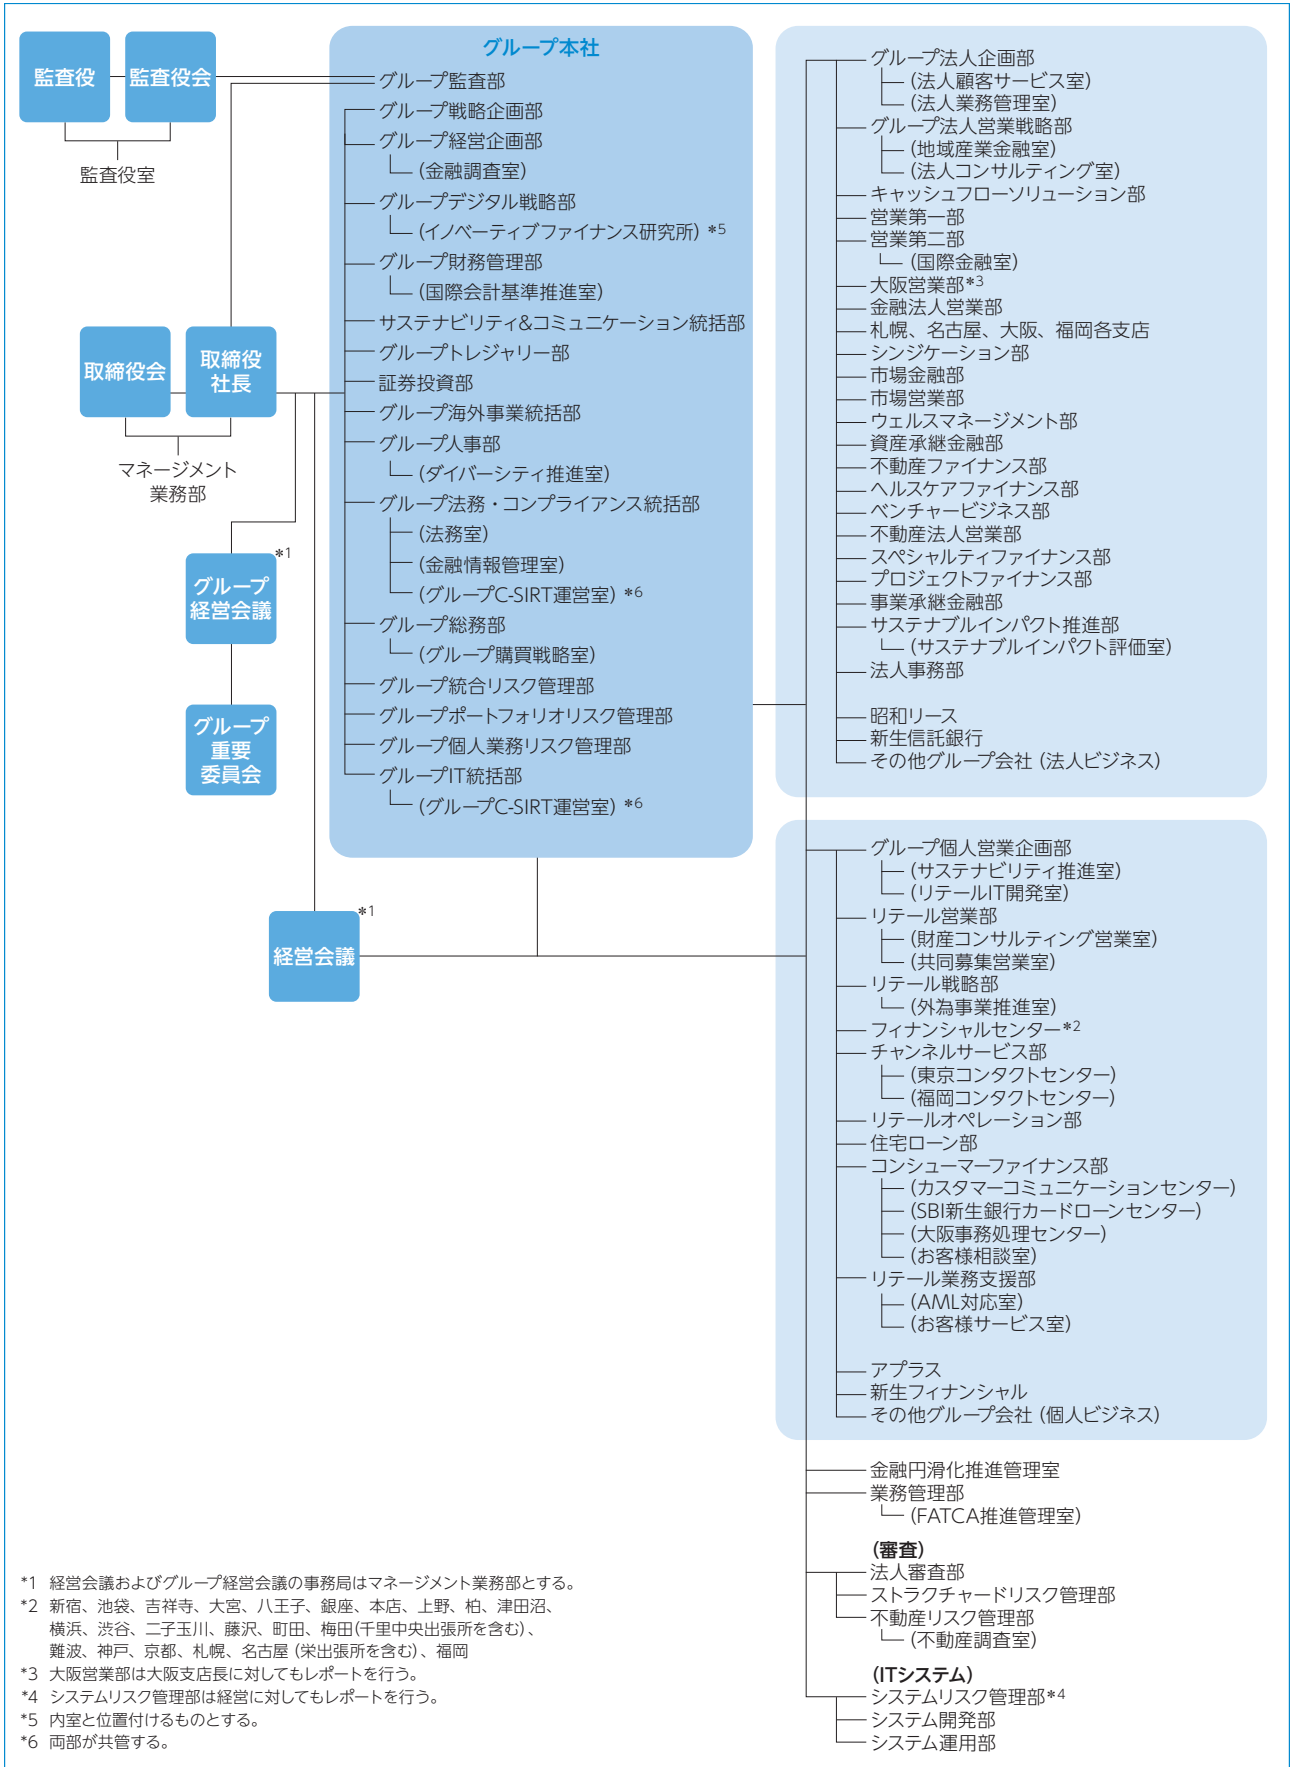 監査役
監査役会
監査役室
取締役会
取締役
社長
マネージメント
業務部
*1
グループ
経営会議
グループ
重要
委員会
*1
経営会議
グループ本社
グループ監査部
グループ戦略企画部
グループ経営企画部
(金融調査室)
グループデジタル戦略部
(イノベーティブファイナンス研究所) *5
グループ財務管理部
(国際会計基準推進室)
サステナビリティ&コミュニケーション統括部
グループトレジャリー部
証券投資部
グループ海外事業統括部
グループ人事部
(ダイバーシティ推進室)
グループ法務・コンプライアンス統括部
(法務室)
(金融情報管理室)
(グループC-SIRT運営室) *6
グループ総務部
(グループ購買戦略室)
グループ統合リスク管理部
グループポートフォリオリスク管理部
グループ個人業務リスク管理部
グループIT統括部
(グループC-SIRT運営室) *6
グループ法人企画部
(法人顧客サービス室)
(法人業務管理室)
グループ法人営業戦略部
(地域産業金融室)
(法人コンサルティング室)
キャッシュフローソリューション部
営業第一部
営業第二部
(国際金融室)
大阪営業部*3
金融法人営業部
札幌、名古屋、大阪、福岡各支店
シンジケーション部
市場金融部
市場営業部
ウェルスマネージメント部
資産承継金融部
不動産ファイナンス部
ヘルスケアファイナンス部
ベンチャービジネス部
不動産法人営業部
スペシャルティファイナンス部
プロジェクトファイナンス部
事業承継金融部
サステナブルインパクト推進部
(サステナブルインパクト評価室)
法人事務部
昭和リース
新生信託銀行
その他グループ会社 (法人ビジネス)
グループ個人営業企画部
(サステナビリティ推進室)
(リテールIT開発室)
リテール営業部
(財産コンサルティング営業室)
(共同募集営業室)
リテール戦略部
(外為事業推進室)
フィナンシャルセンター*2
チャンネルサービス部
(東京コンタクトセンター)
(福岡コンタクトセンター)
リテールオペレーション部
住宅ローン部
コンシューマーファイナンス部
(カスタマーコミュニケーションセンター)
(SBI新生銀行カードローンセンター)
(大阪事務処理センター)
(お客様相談室)
リテール業務支援部
(AML対応室)
(お客様サービス室)
アプラス
新生フィナンシャル
その他グループ会社 (個人ビジネス)
金融円滑化推進管理室
業務管理部
(FATCA推進管理室)
(審査)
法人審査部
ストラクチャードリスク管理部
不動産リスク管理部
(不動産調査室)
(ITシステム)
システムリスク管理部*4
システム開発部
システム運用部
*1 経営会議およびグループ経営会議の事務局はマネージメント業務部とする。
*2 新宿、池袋、吉祥寺、大宮、八王子、銀座、本店、上野、柏、津田沼、
横浜、渋谷、二子玉川、藤沢、町田、梅田(千里中央出張所を含む)、
難波、神戸、京都、札幌、名古屋 (栄出張所を含む)、福岡
*3 大阪営業部は大阪支店長に対してもレポートを行う。
*4 システムリスク管理部は経営に対してもレポートを行う。
*5 内室と位置付けるものとする。
*6 両部が共管する。